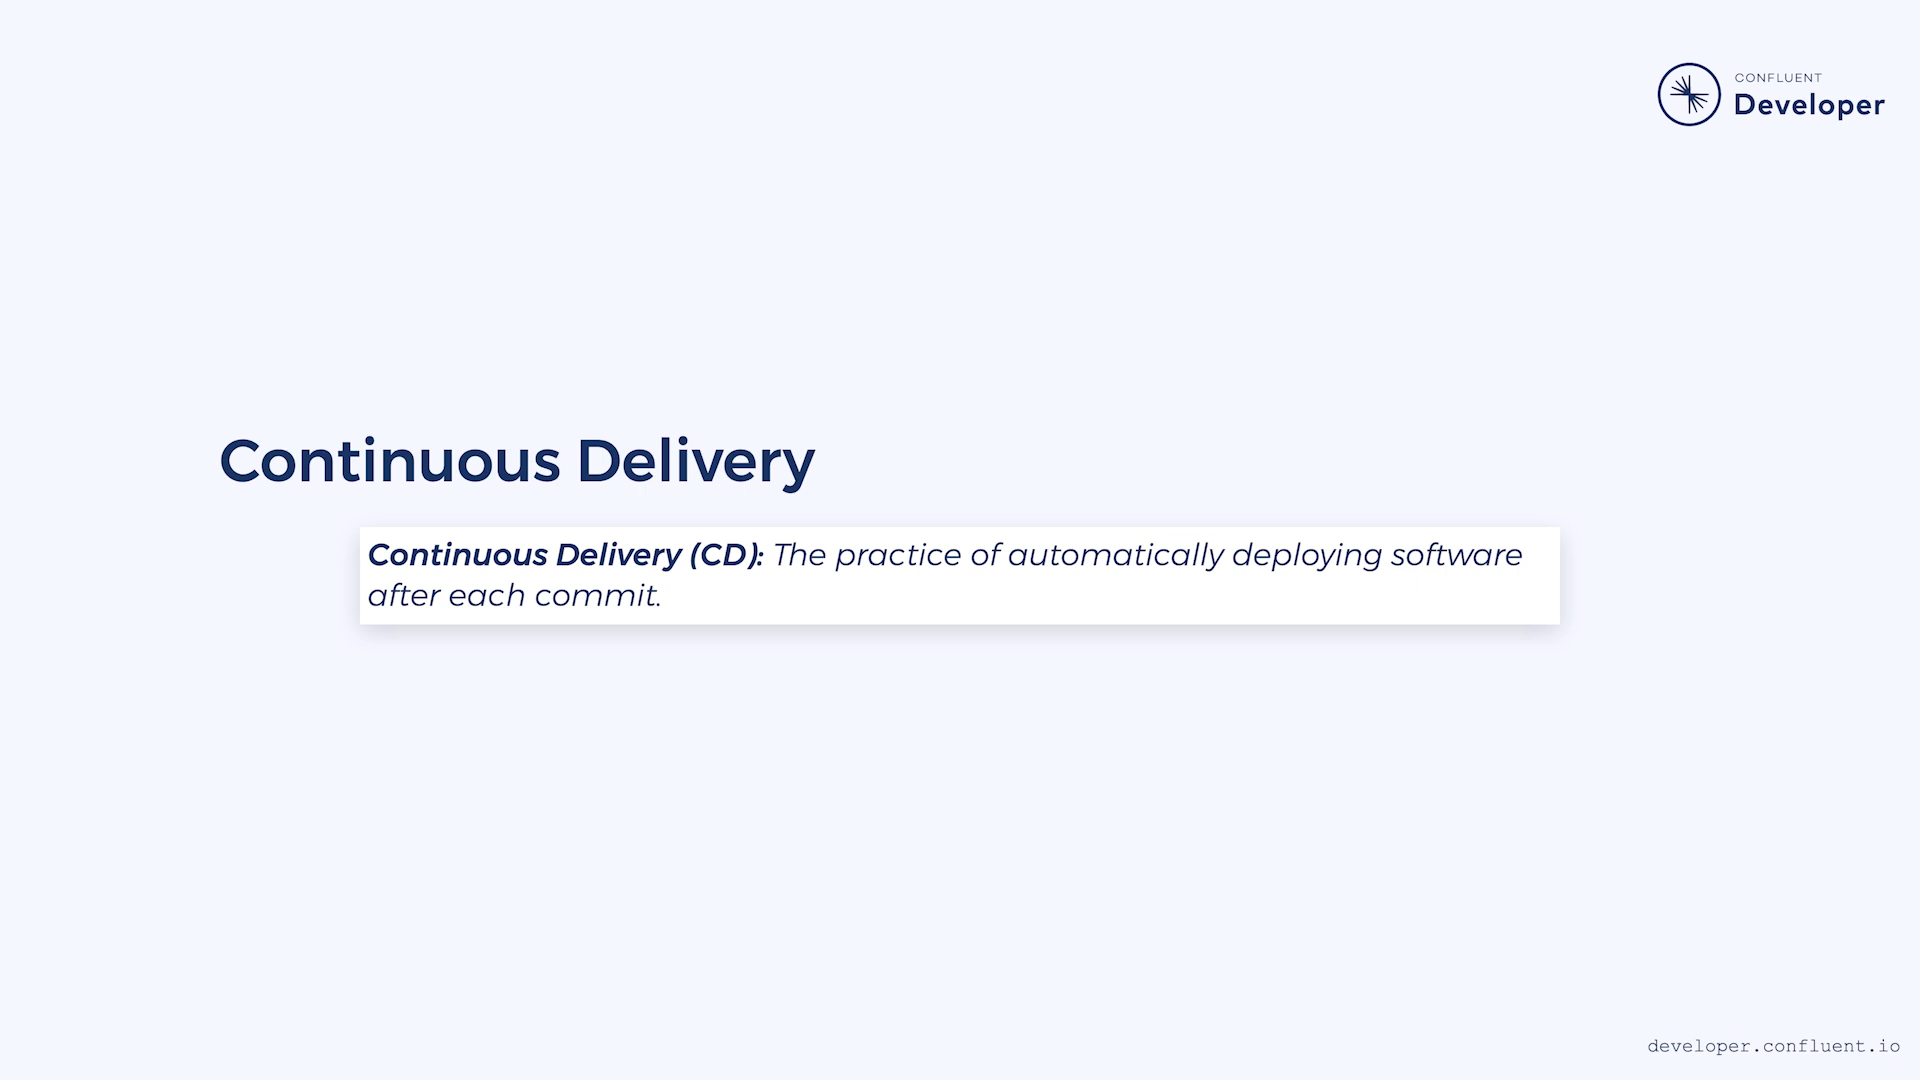 CONFLUENT
Developer
Continuous Delivery
Continuous Delivery (CD): The practice of automatically deploying software
after each commit.
developer.confluent.io